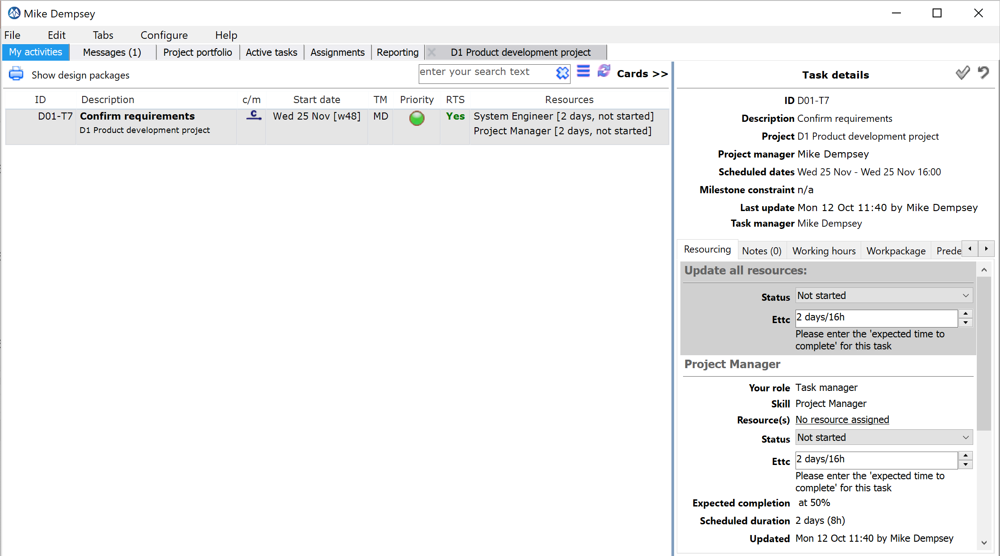 Mike Dempsey
File Edit Tabs Configure Help
My activities Messages (1) Project portfolio Active tasks Assignments Reporting D1 Product development project
Show design packages enter your search text Cards >>
ID Description c/m Start date TM Priority RTS Resources
D01-T7 Confirm requirements C Wed 25 Nov [w48] MD Yes System Engineer [2 days, not started]
D1 Product development project Project Manager [2 days, not started]
Task details
ID D01-T7
Description Confirm requirements
Project D1 Product development project
Project manager Mike Dempsey
Scheduled dates Wed 25 Nov - Wed 25 Nov 16:00
Milestone constraint n/a
Last update Mon 12 Oct 11:40 by Mike Dempsey
Task manager Mike Dempsey
Resourcing Notes (0) Working hours Workpackage Prede
Update all resources:
Status Not started
Ettc 2 days/16h
Please enter the 'expected time to
complete' for this task
Project Manager
Your role Task manager
Skill Project Manager
Resource(s) No resource assigned
Status Not started
Ettc 2 days/16h
Please enter the 'expected time to
complete' for this task
Expected completion at 50%
Scheduled duration 2 days (8h)
Updated Mon 12 Oct 11:40 by Mike Dempsey